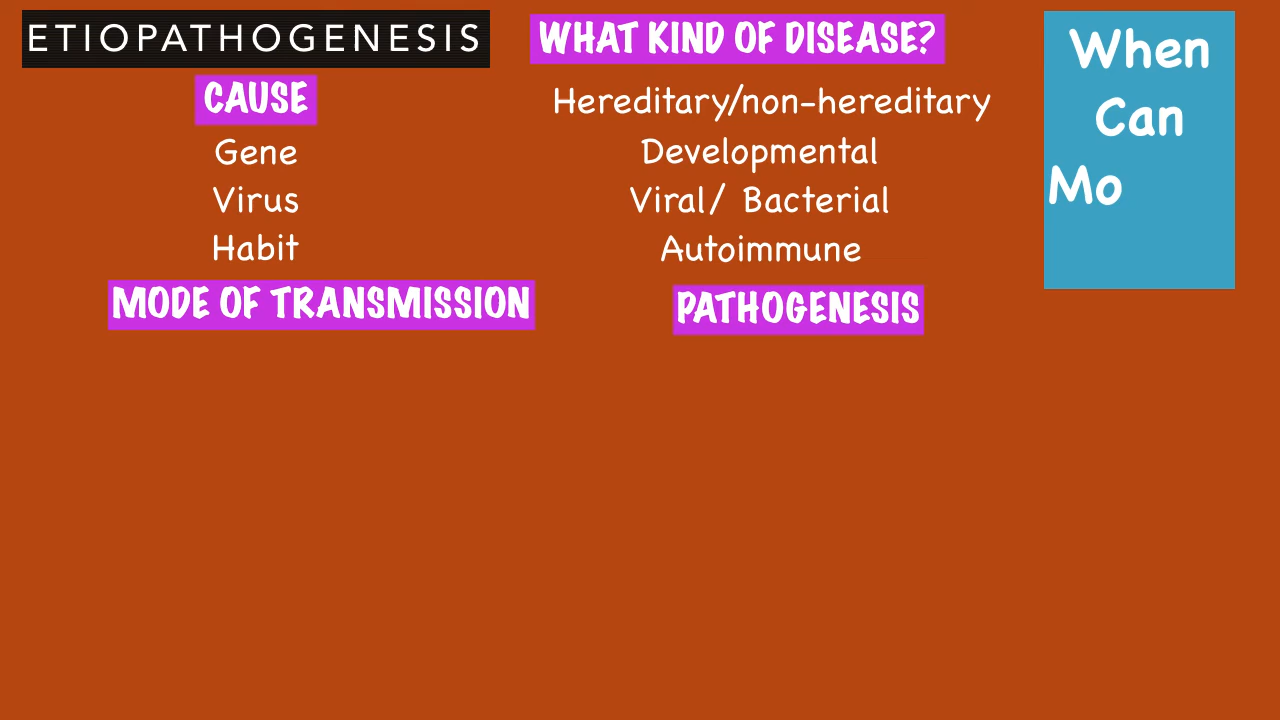 ETIOPATHOGENESIS
CAUSE
Gene
Virus
Habit
MODE OF TRANSMISSION
WHAT KIND OF DISEASE?
Hereditary/non-hereditary
Developmental
Viral/ Bacterial
Autoimmune
PATHOGENESIS
When
Can
Mo